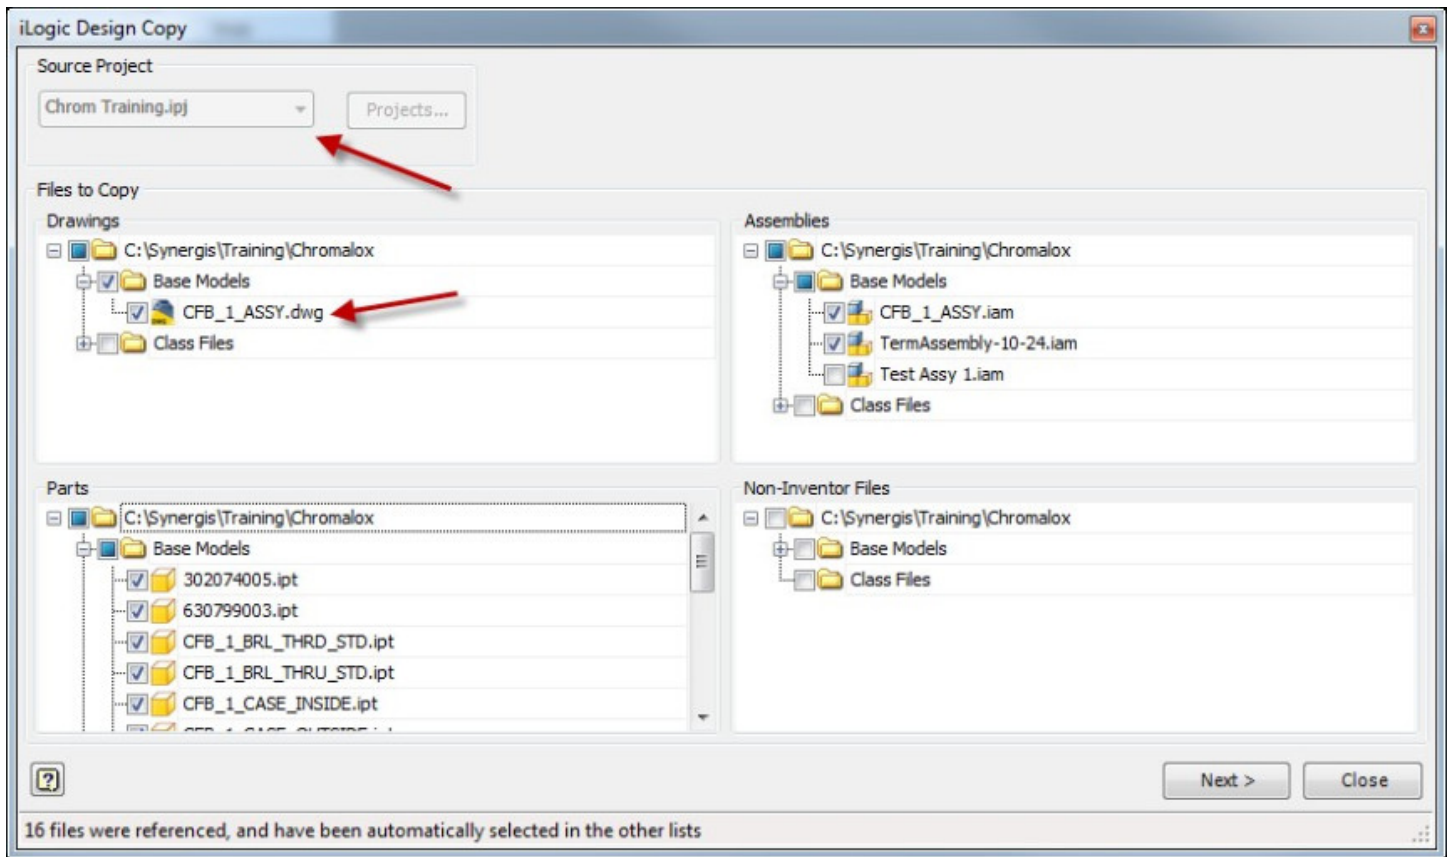 iLogic Design Copy
Source Project
Chrom Training.ipj
Projects...
Files to Copy
Drawings
C:\Synergis\Training\Chromalox
Base Models
CFB_1_ASSY.dwg
Class Files
Assemblies
C:\Synergis\Training\Chromalox
Base Models
CFB_1_ASSY.iam
TermAssembly-10-24.iam
Test Assy 1.iam
Class Files
Parts
C:\Synergis\Training\Chromalox
Base Models
302074005.ipt
630799003.ipt
CFB_1_BRL_THRD_STD.ipt
CFB_1_BRL_THRU_STD.ipt
CFB_1_CASE_INSIDE.ipt
Non-Inventor Files
C:\Synergis\Training\Chromalox
Base Models
Class Files
Next >
Close
16 files were referenced, and have been automatically selected in the other lists